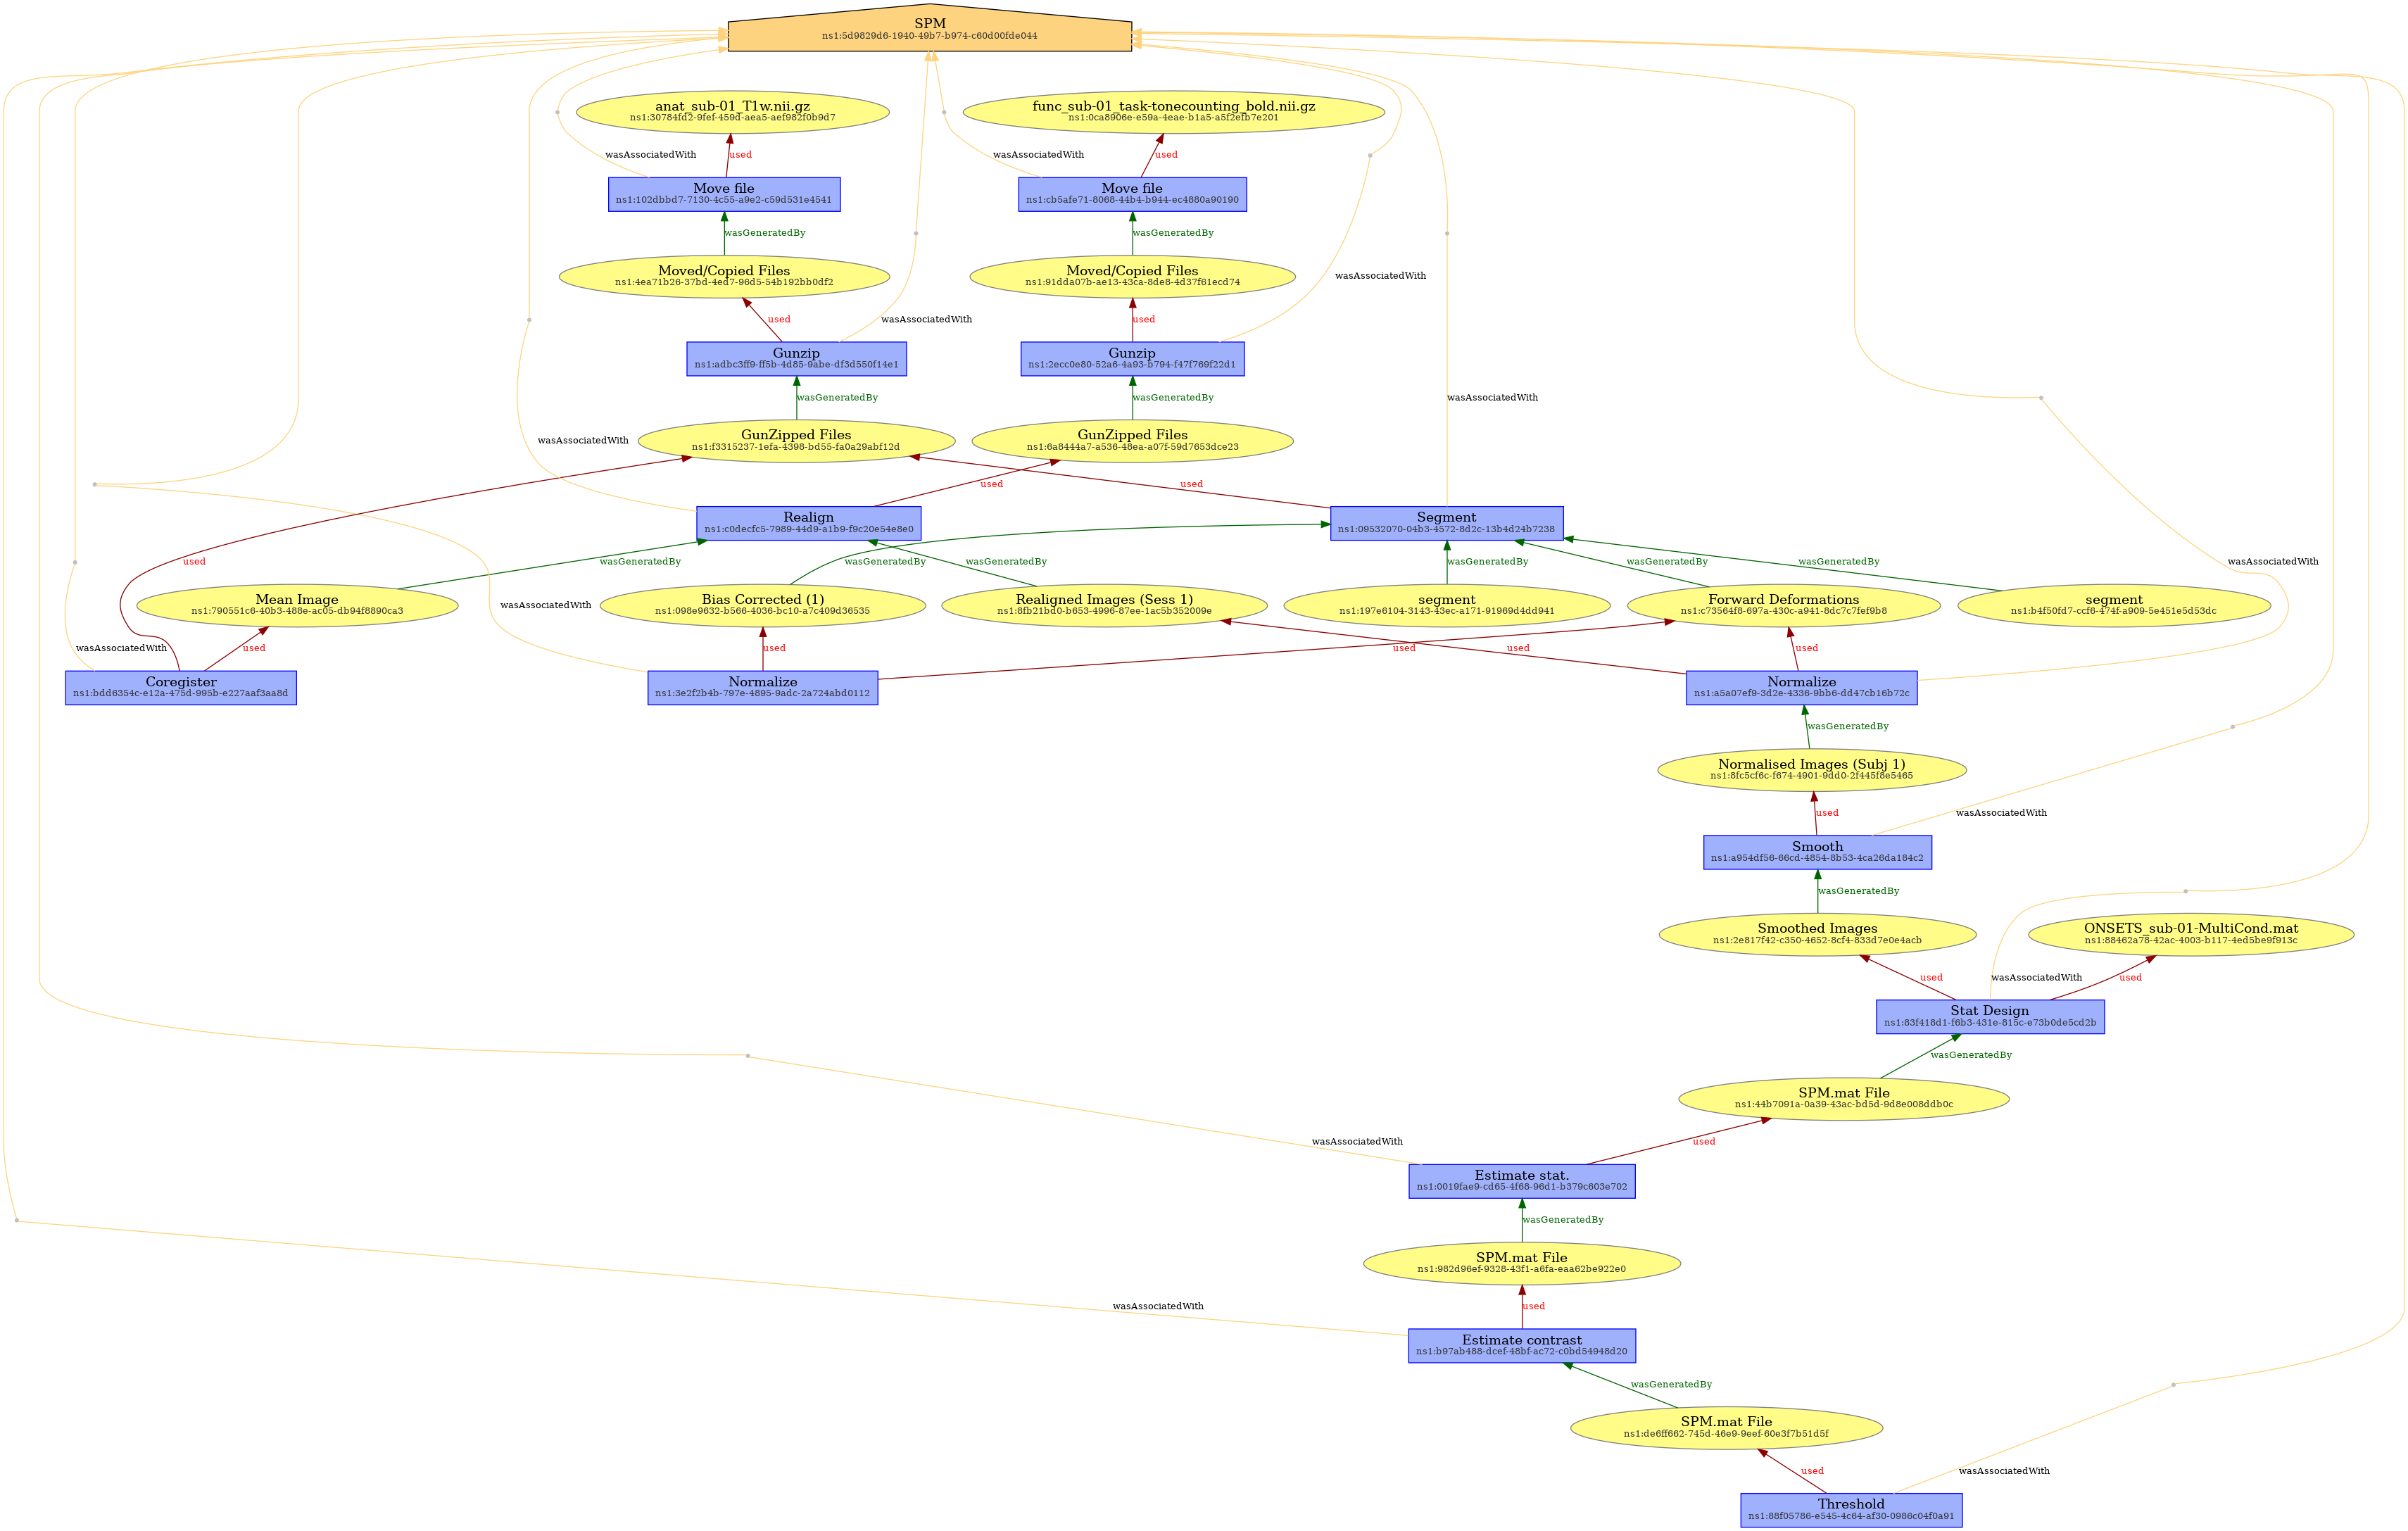 SPM
ns1:5d9829d6-1940-49b7-b974-c60d00fde044
anat_sub-01_T1w.nii.gz
ns1:30784fd2-9fef-459d-aea5-aef982f0b9d7
func_sub-01_task-tonecounting_bold.nii.gz
ns1:0ca8906e-e59a-4eae-b1a5-a5f2efb7e201
wasAssociatedWith
used
wasAssociatedWith
used
Move file
ns1:102dbbd7-7130-4c55-a9e2-c59d531e4541
Move file
ns1:cb5afe71-8068-44b4-b944-ec4880a90190
wasGeneratedBy
wasGeneratedBy
Moved/Copied Files
ns1:4ea71b26-37bd-4ed7-96d5-54b192bb0df2
Moved/Copied Files
ns1:91dda07b-ae13-43ca-8de8-4d37f61ecd74
wasAssociatedWith
used
wasAssociatedWith
used
Gunzip
ns1:adbc3ff9-ff5b-4d85-9abe-df3d550f14e1
Gunzip
ns1:2ecc0e80-52a6-4a93-b794-f47f769f22d1
wasGeneratedBy
wasGeneratedBy
wasAssociatedWith
GunZipped Files
ns1:f3315237-1efa-4398-bd55-fa0a29abf12d
GunZipped Files
ns1:6a8444a7-a536-48ea-a07f-59d7653dce23
wasAssociatedWith
used
used
Realign
ns1:c0decfc5-7989-44d9-a1b9-f9c20e54e8e0
Segment
ns1:09532070-04b3-4572-8d2c-13b4d24b7238
used
wasGeneratedBy
wasGeneratedBy
wasGeneratedBy
wasGeneratedBy
wasGeneratedBy
wasGeneratedBy
wasAssociatedWith
Mean Image
ns1:790551c6-40b3-488e-ac05-db94f8890ca3
wasAssociatedWith
Bias Corrected (1)
ns1:098e9632-b566-4036-bc10-a7c409d36535
Realigned Images (Sess 1)
ns1:8fb21bd0-b653-4996-87ee-1ac5b352009e
segment
ns1:197e6104-3143-43ec-a171-91969d4dd941
Forward Deformations
ns1:c73564f8-697a-430c-a941-8dc7c7fef9b8
segment
ns1:b4f50fd7-ccf6-474f-a909-5e451e5d53dc
wasAssociatedWith
used
used
used
used
used
Coregister
ns1:bdd6354c-e12a-475d-995b-e227aaf3aa8d
Normalize
ns1:3e2f2b4b-797e-4895-9adc-2a724abd0112
Normalize
ns1:a5a07ef9-3d2e-4336-9bb6-dd47cb16b72c
wasGeneratedBy
Normalised Images (Subj 1)
ns1:8fc5cf6c-f674-4901-9dd0-2f445f8e5465
used
wasAssociatedWith
Smooth
ns1:a954df56-66cd-4854-8b53-4ca26da184c2
wasGeneratedBy
Smoothed Images
ns1:2e817f42-c350-4652-8cf4-833d7e0e4acb
ONSETS_sub-01-MultiCond.mat
ns1:88462a78-42ac-4003-b117-4ed5be9f913c
used
wasAssociatedWith
used
Stat Design
ns1:83f418d1-f6b3-431e-815c-e73b0de5cd2b
wasGeneratedBy
SPM.mat File
ns1:44b7091a-0a39-43ac-bd5d-9d8e008ddb0c
wasAssociatedWith
used
Estimate stat.
ns1:0019fae9-cd65-4f68-96d1-b379c603e702
wasGeneratedBy
SPM.mat File
ns1:982d96ef-9328-43f1-a6fa-eaa62be922e0
wasAssociatedWith
used
Estimate contrast
ns1:b97ab488-dcef-48bf-ac72-c0bd54948d20
wasGeneratedBy
SPM.mat File
ns1:de6ff662-745d-46e9-9eef-60e3f7b51d5f
used
wasAssociatedWith
Threshold
ns1:88f05786-e545-4c64-af30-0986c04f0a91